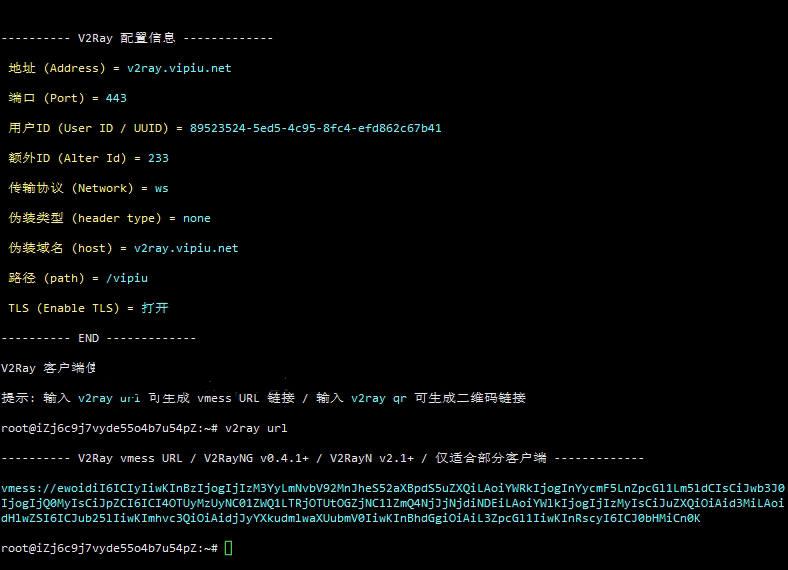 ---------- V2Ray 配置信息 -------------
地址 (Address) = v2ray.vipiu.net
端口 (Port) = 443
用户ID (User ID / UUID) = 89523524-5ed5-4c95-8fc4-efd862c67b41
额外ID (Alter Id) = 233
传输协议 (Network) = ws
伪装类型 (header type) = none
伪装域名 (host) = v2ray.vipiu.net
路径 (path) = /vipiu
TLS (Enable TLS) = 打开
---------- END -------------
V2Ray 客户端使
提示: 输入 v2ray url 可生成 vmess URL 链接 / 输入 v2ray qr 可生成二维码链接
root@iZj6c9j7vyde55o4b7u54pZ:~# v2ray url
---------- V2Ray vmess URL / V2RayNG v0.4.1+ / V2RayN v2.1+ / 仅适合部分客户端 -------------
vmess://ewoidiI6ICIyIiwKInBzIjogIjIzM3YyLmNvbV92MnJheS52aXBpdS5uZXQiLAoiYWRkIjogInYycmF5LnZpcGl1Lm5ldCIsCiJwb3J0
IjogIjQ0MyIsCiJpZCI6ICI4OTUyMzUyNC01ZWQ1LTRjOTUtOGZjNC1lZmQ4NjJjNjdiNDEiLAoiYWlkIjogIjIzMyIsCiJuZXQiOiAid3MiLAoi
dHlwZSI6ICJub25lIiwKImhvc3QiOiAidjJyYXkudmlwaXUubmV0IiwKInBhdGgiOiAiL3ZpcGl1IiwKInRscyI6ICJ0bHMiCn0K
root@iZj6c9j7vyde55o4b7u54pZ:~#